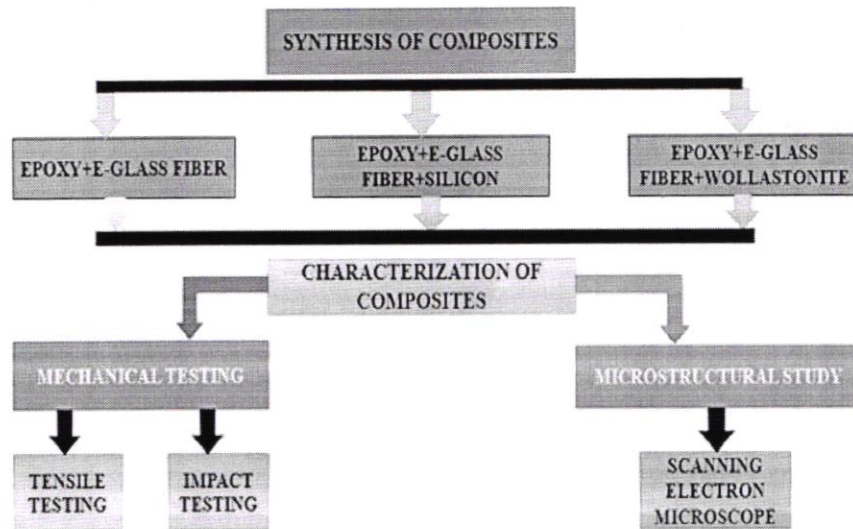 SYNTHESIS OF COMPOSITES
EPOXY+E-GLASS FIBER
EPOXY+E-GLASS
FIBER+SILICON
EPOXY+E-GLASS
FIBER+WOLLASTONITE
CHARACTERIZATION OF
COMPOSITES
MECHANICAL TESTING
MICROSTRUCTURAL STUDY
TENSILE
TESTING
IMPACT
TESTING
SCANNING
ELECTRON
MICROSCOPE